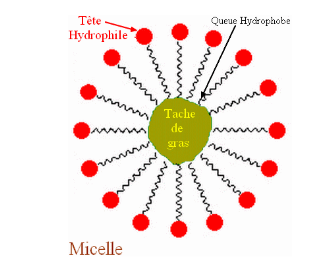 Tête
Hydrophile
Queue Hydrophobe
Tache
de
gras
Micelle